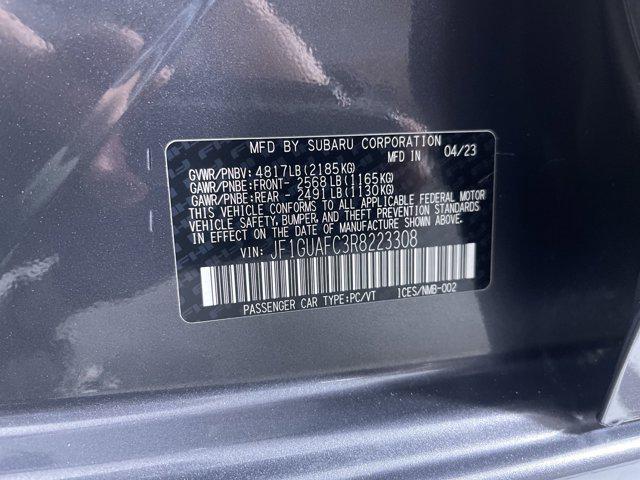 MFD BY SUBARU CORPORATION
MFD IN 04/23
GVWR/PNBV: 4817LB(2185KG)
GAWR/PNBE:FRONT- 2568LB(1165KG)
GAWR/PNBE:REAR - 2491LB(1130KG)
THIS VEHICLE CONFORMS TO ALL APPLICABLE FEDERAL MOTOR
VEHICLE SAFETY, BUMPER, AND THEFT PREVENTION STANDARDS
IN EFFECT ON THE DATE OF MANUFACTURE SHOWN ABOVE.
VIN: JF1GUAFC3R8223308
PASSENGER CAR TYPE:PC/VT ICES/NMB-002